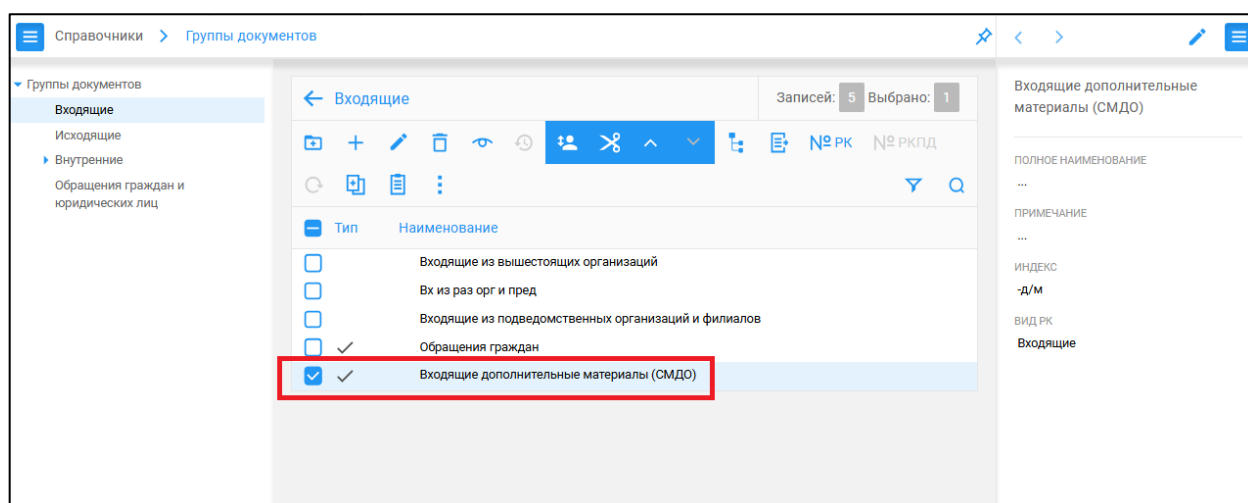 Справочники > Группы документов
Группы документов
Входящие
Исходящие
Внутренние
Обращения граждан и
юридических лиц
Входящие
Записей: 5 Выбрано: 1
№ РК № РКПД
Тип Наименование
Входящие из вышестоящих организаций
Вх из раз орг и пред
Входящие из подведомственных организаций и филиалов
Обращения граждан
Входящие дополнительные материалы (СМДО)
Входящие дополнительные
материалы (СМДО)
ПОЛНОЕ НАИМЕНОВАНИЕ
...
ПРИМЕЧАНИЕ
...
ИНДЕКС
-д/м
ВИД РК
Входящие